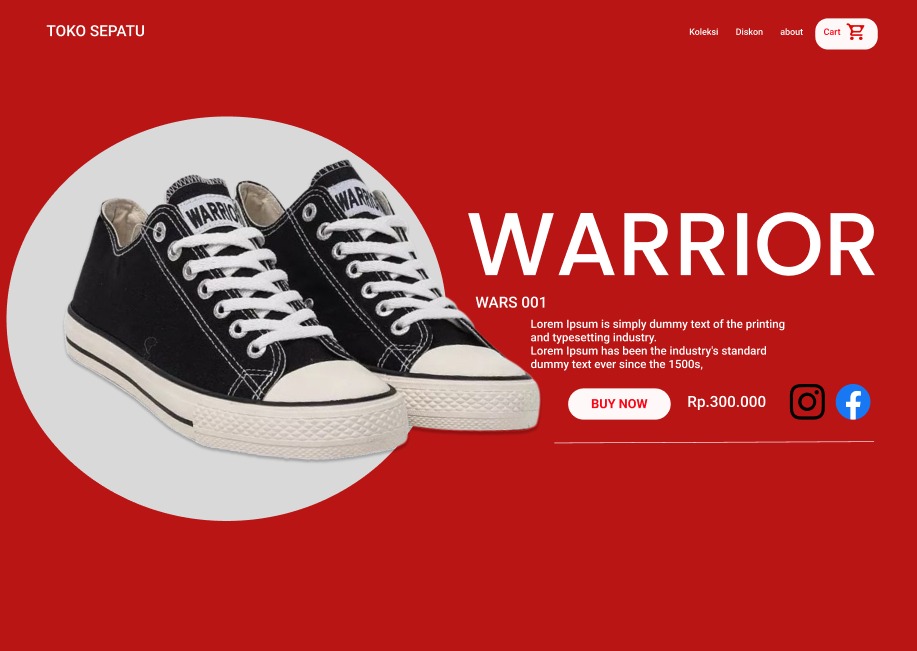 TOKO SEPATU
Koleksi Diskon about Cart
WARRIOR
WARRIOR
WARRIOR
WARS 001
Lorem Ipsum is simply dummy text of the printing
and typesetting industry.
Lorem Ipsum has been the industry's standard
dummy text ever since the 1500s,
BUY NOW Rp.300.000